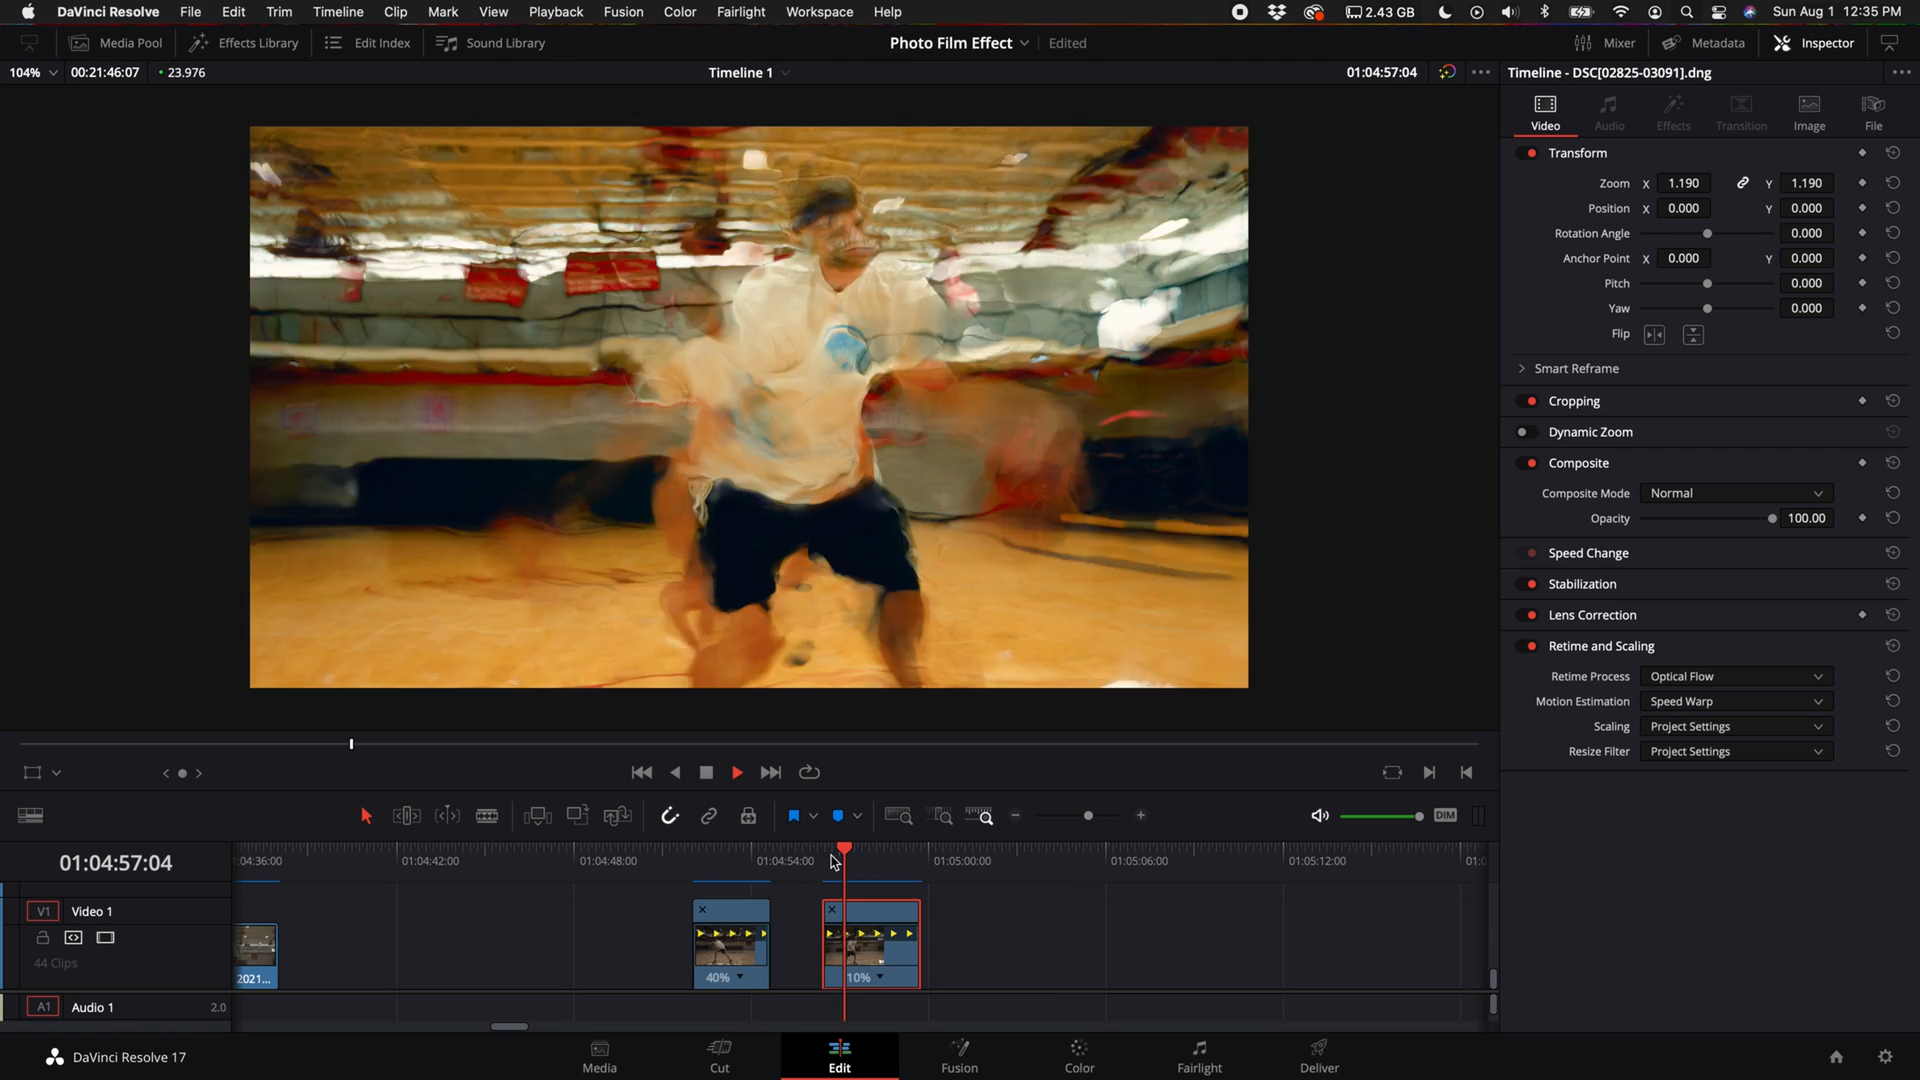 DaVinci Resolve File Edit Trim Timeline Clip Mark View Playback Fusion Color Fairlight Workspace Help 2.43 GB Sun Aug 1 12:35 PM
Media Pool Effects Library Edit Index Sound Library Photo Film Effect Edited Mixer Metadata Inspector
104% 00:21:46:07 23.976 Timeline 1 01:04:57:04 Timeline - DSC[02825-03091].dng
Video Audio Effects Transition Image File
Transform
Zoom X 1.190 Y 1.190
Position X 0.000 Y 0.000
Rotation Angle 0.000
Anchor Point X 0.000 Y 0.000
Pitch 0.000
Yaw 0.000
Flip
Smart Reframe
Cropping
Dynamic Zoom
Composite
Composite Mode Normal
Opacity 100.00
Speed Change
Stabilization
Lens Correction
Retime and Scaling
Retime Process Optical Flow
Motion Estimation Speed Warp
Scaling Project Settings
Resize Filter Project Settings
DIM
01:04:57:04 :04:36:00 01:04:42:00 01:04:48:00 01:04:54:00 01:05:00:00 01:05:06:00 01:05:12:00 01:0
V1 Video 1
44 Clips
2021... 40% 10%
A1 Audio 1 2.0
DaVinci Resolve 17 Media Cut Edit Fusion Color Fairlight Deliver